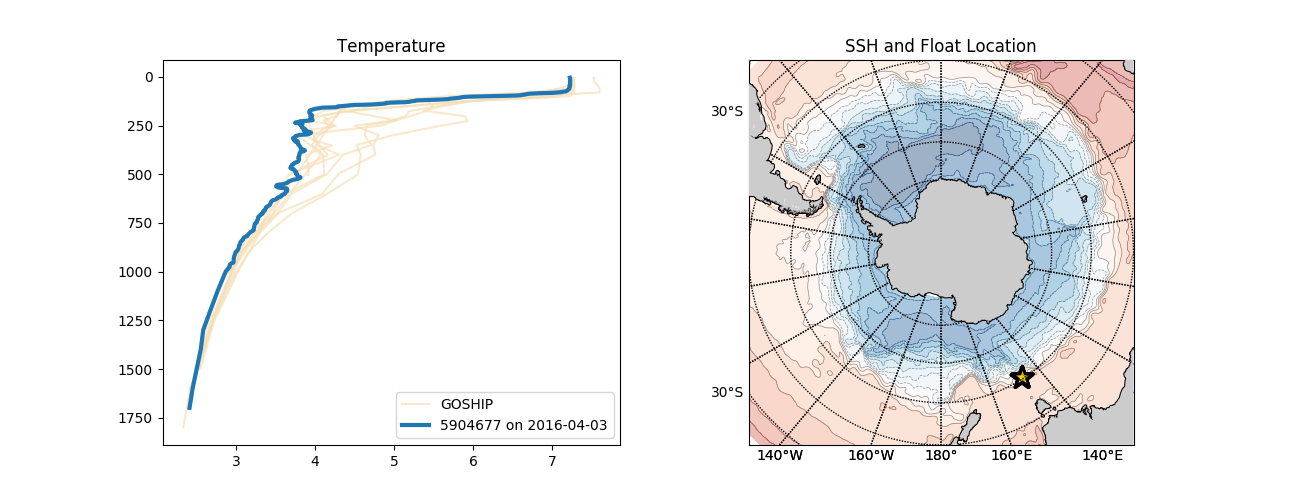 Temperature
0
250
500
750
1000
1250
1500
1750
3
4
5
6
7
GOSHIP
5904677 on 2016-04-03
SSH and Float Location
30°S
30°S
140°W
160°W
180°
160°E
140°E